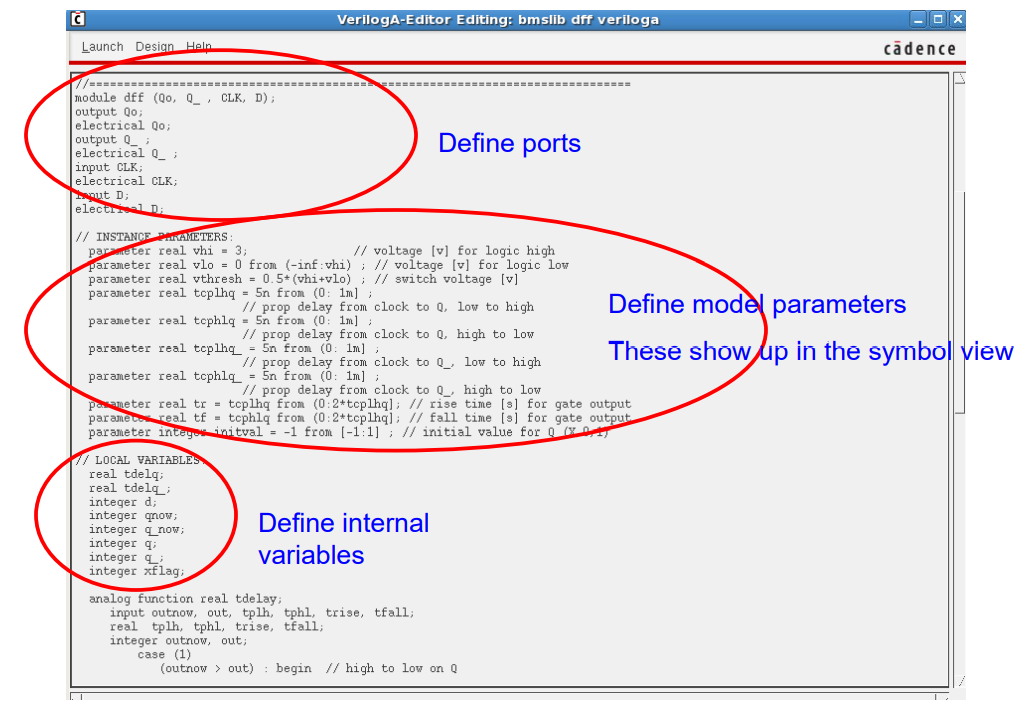 VerilogA-Editor Editing: bmslib dff veriloga
Launch Design Help
cādence
//==============================================================================
module dff (Qo, Q_ , CLK, D);
output Qo;
electrical Qo;
output Q_ ;
electrical Q_ ;
input CLK;
electrical CLK;
input D;
electrical D;
Define ports
// INSTANCE PARAMETERS:
parameter real vhi = 3; // voltage [v] for logic high
parameter real vlo = 0 from (-inf:vhi) ; // voltage [v] for logic low
parameter real vthresh = 0.5*(vhi+vlo) ; // switch voltage [v]
parameter real tcplhq = 5n from (0: 1m] ;
// prop delay from clock to Q, low to high
parameter real tcphlq = 5n from (0: 1m] ;
// prop delay from clock to Q, high to low
parameter real tcplhq_ = 5n from (0: 1m] ;
// prop delay from clock to Q_, low to high
parameter real tcphlq_ = 5n from (0: 1m] ;
// prop delay from clock to Q_, high to low
parameter real tr = tcplhq from (0:2*tcplhq]; // rise time [s] for gate output
parameter real tf = tcphlq from (0:2*tcplhq]; // fall time [s] for gate output
parameter integer initval = -1 from [-1:1] ; // initial value for Q (X,0,1)
Define model parameters
These show up in the symbol view
// LOCAL VARIABLES:
real tdelq;
real tdelq_;
integer d;
integer qnow;
integer q_now;
integer q;
integer q_;
integer xflag;
Define internal
variables
analog function real tdelay;
input outnow, out, tplh, tphl, trise, tfall;
real tplh, tphl, trise, tfall;
integer outnow, out;
case (1)
(outnow > out) : begin // high to low on Q